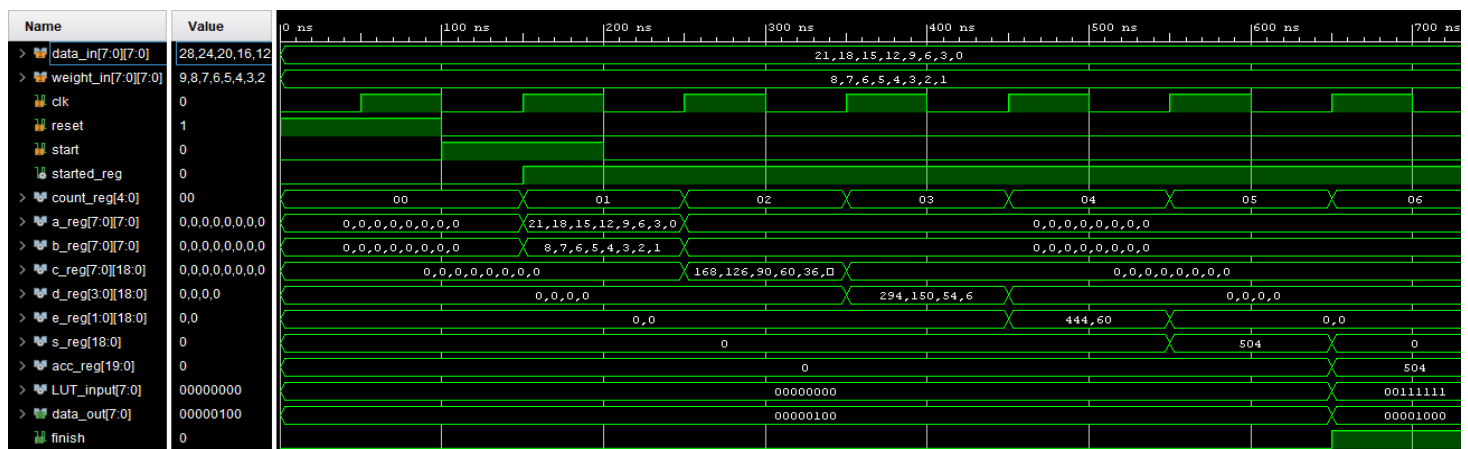 Name Value 0 ns 100 ns 200 ns 300 ns 400 ns 500 ns 600 ns 700 ns
data_in[7:0][7:0] 28,24,20,16,12 21,18,15,12,9,6,3,0
weight_in[7:0][7:0] 9,8,7,6,5,4,3,2 8,7,6,5,4,3,2,1
clk 0
reset 1
start 0
started_reg 0
count_reg[4:0] 00 00 01 02 03 04 05 06
a_reg[7:0][7:0] 0,0,0,0,0,0,0,0 0,0,0,0,0,0,0,0 21,18,15,12,9,6,3,0 0,0,0,0,0,0,0,0
b_reg[7:0][7:0] 0,0,0,0,0,0,0,0 0,0,0,0,0,0,0,0 8,7,6,5,4,3,2,1 0,0,0,0,0,0,0,0
c_reg[7:0][18:0] 0,0,0,0,0,0,0,0 0,0,0,0,0,0,0,0 168,126,90,60,36,▯ 0,0,0,0,0,0,0,0
d_reg[3:0][18:0] 0,0,0,0 0,0,0,0 294,150,54,6 0,0,0,0
e_reg[1:0][18:0] 0,0 0,0 444,60 0,0
s_reg[18:0] 0 0 504 0
acc_reg[19:0] 0 0 504
LUT_input[7:0] 00000000 00000000 00111111
data_out[7:0] 00000100 00000100 00001000
finish 0